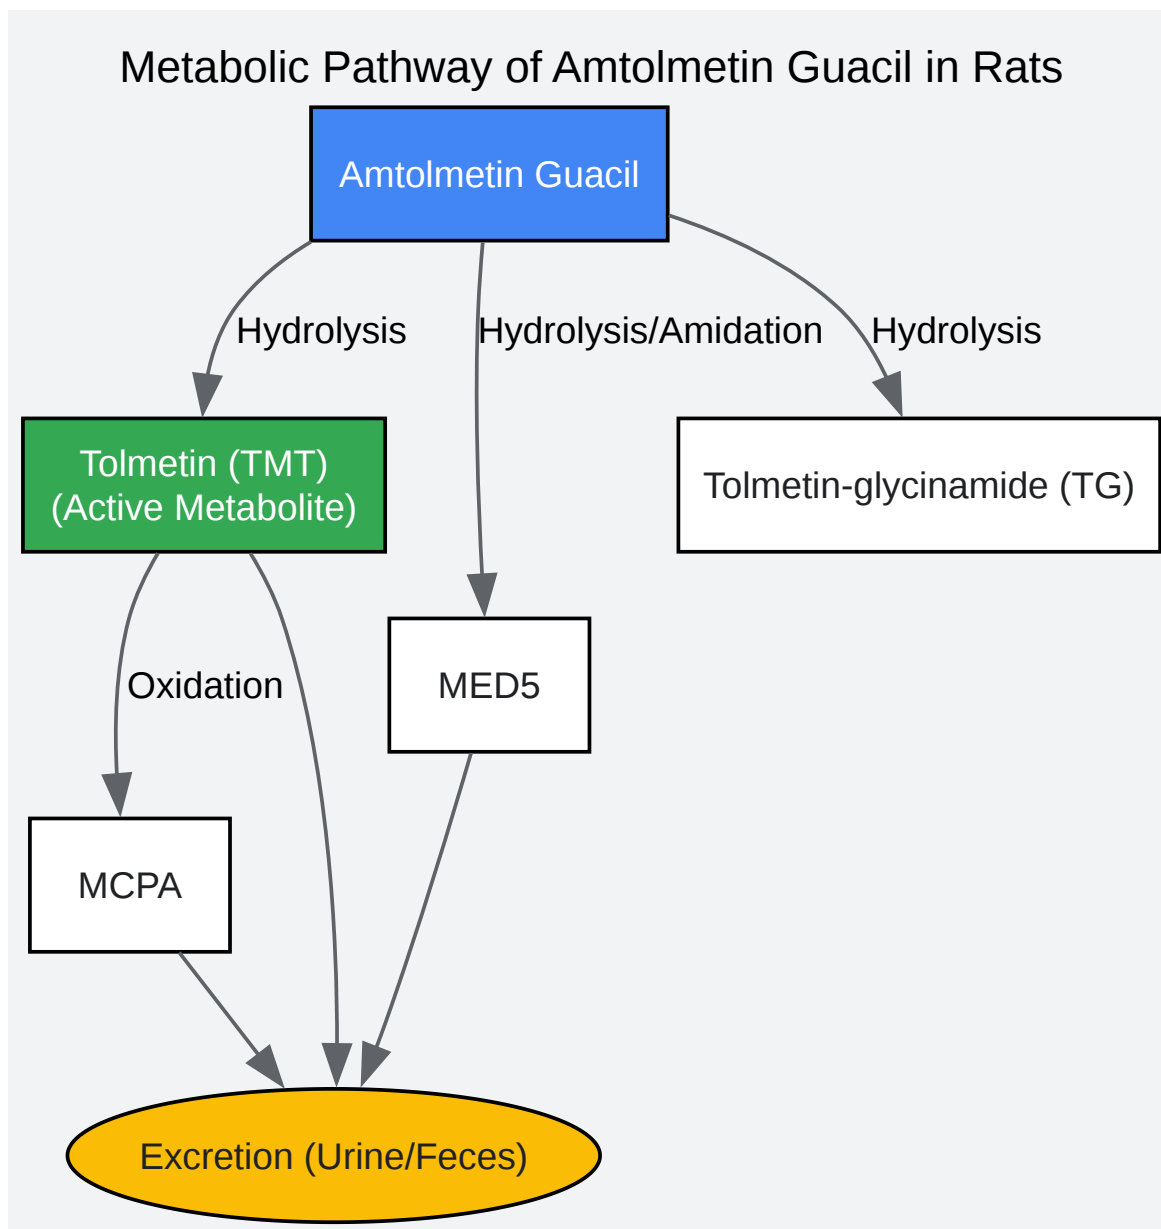 Metabolic Pathway of Amtolmetin Guacil in Rats
Amtolmetin Guacil
Hydrolysis
Hydrolysis/Amidation
Hydrolysis
Tolmetin (TMT)
(Active Metabolite)
Tolmetin-glycinamide (TG)
Oxidation
MED5
MCPA
Excretion (Urine/Feces)